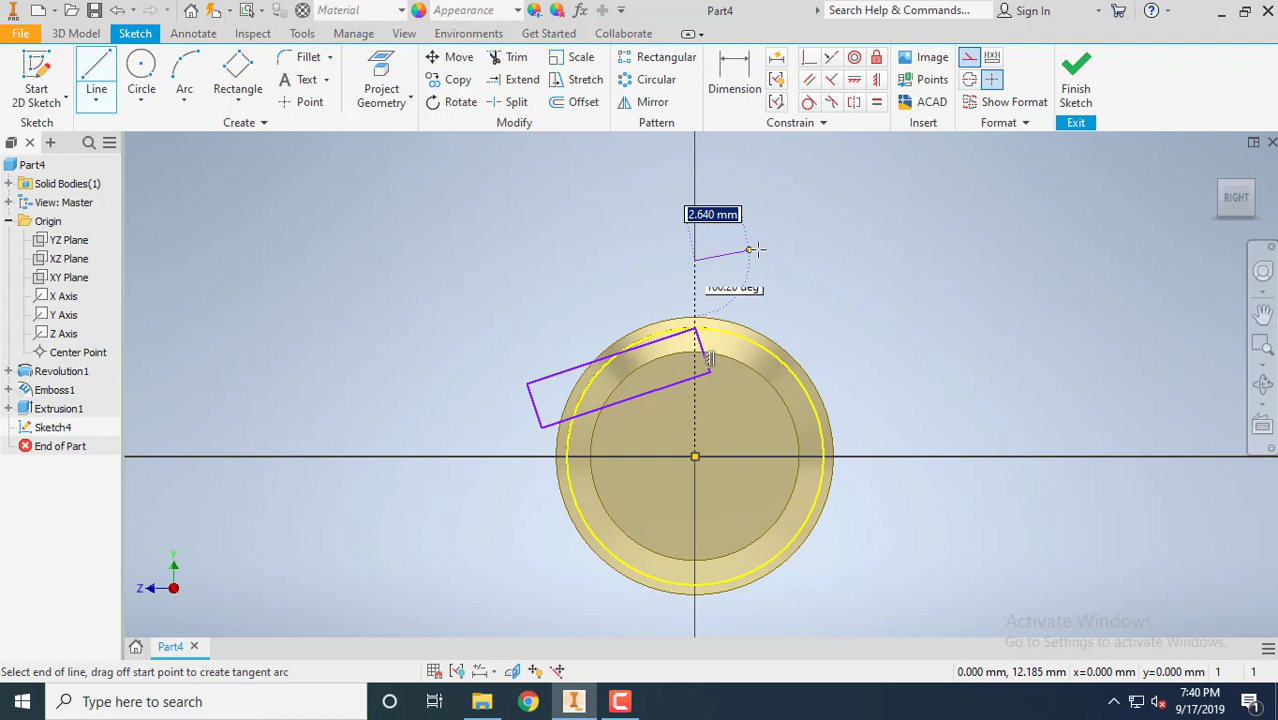 Material
Appearance
Part4
Search Help & Commands...
Sign In
File
3D Model
Sketch
Annotate
Inspect
Tools
Manage
View
Environments
Get Started
Collaborate
Start
2D Sketch
Line
Circle
Arc
Rectangle
Fillet
Text
Point
Project
Geometry
Move
Copy
Rotate
Trim
Extend
Split
Scale
Stretch
Offset
Rectangular
Circular
Mirror
Dimension
Image
Points
ACAD
Show Format
Finish
Sketch
Sketch
Create
Modify
Pattern
Constrain
Insert
Format
Exit
Part4
Solid Bodies(1)
View: Master
Origin
YZ Plane
XZ Plane
XY Plane
X Axis
Y Axis
Z Axis
Center Point
Revolution1
Emboss1
Extrusion1
Sketch4
End of Part
RIGHT
2.640 mm
100.20 deg
Y
Z
Activate Windows
Go to Settings to activate Windows.
Part4
Select end of line, drag off start point to create tangent arc
0.000 mm, 12.185 mm x=0.000 mm y=0.000 mm 1 1
Type here to search
7:40 PM
9/17/2019